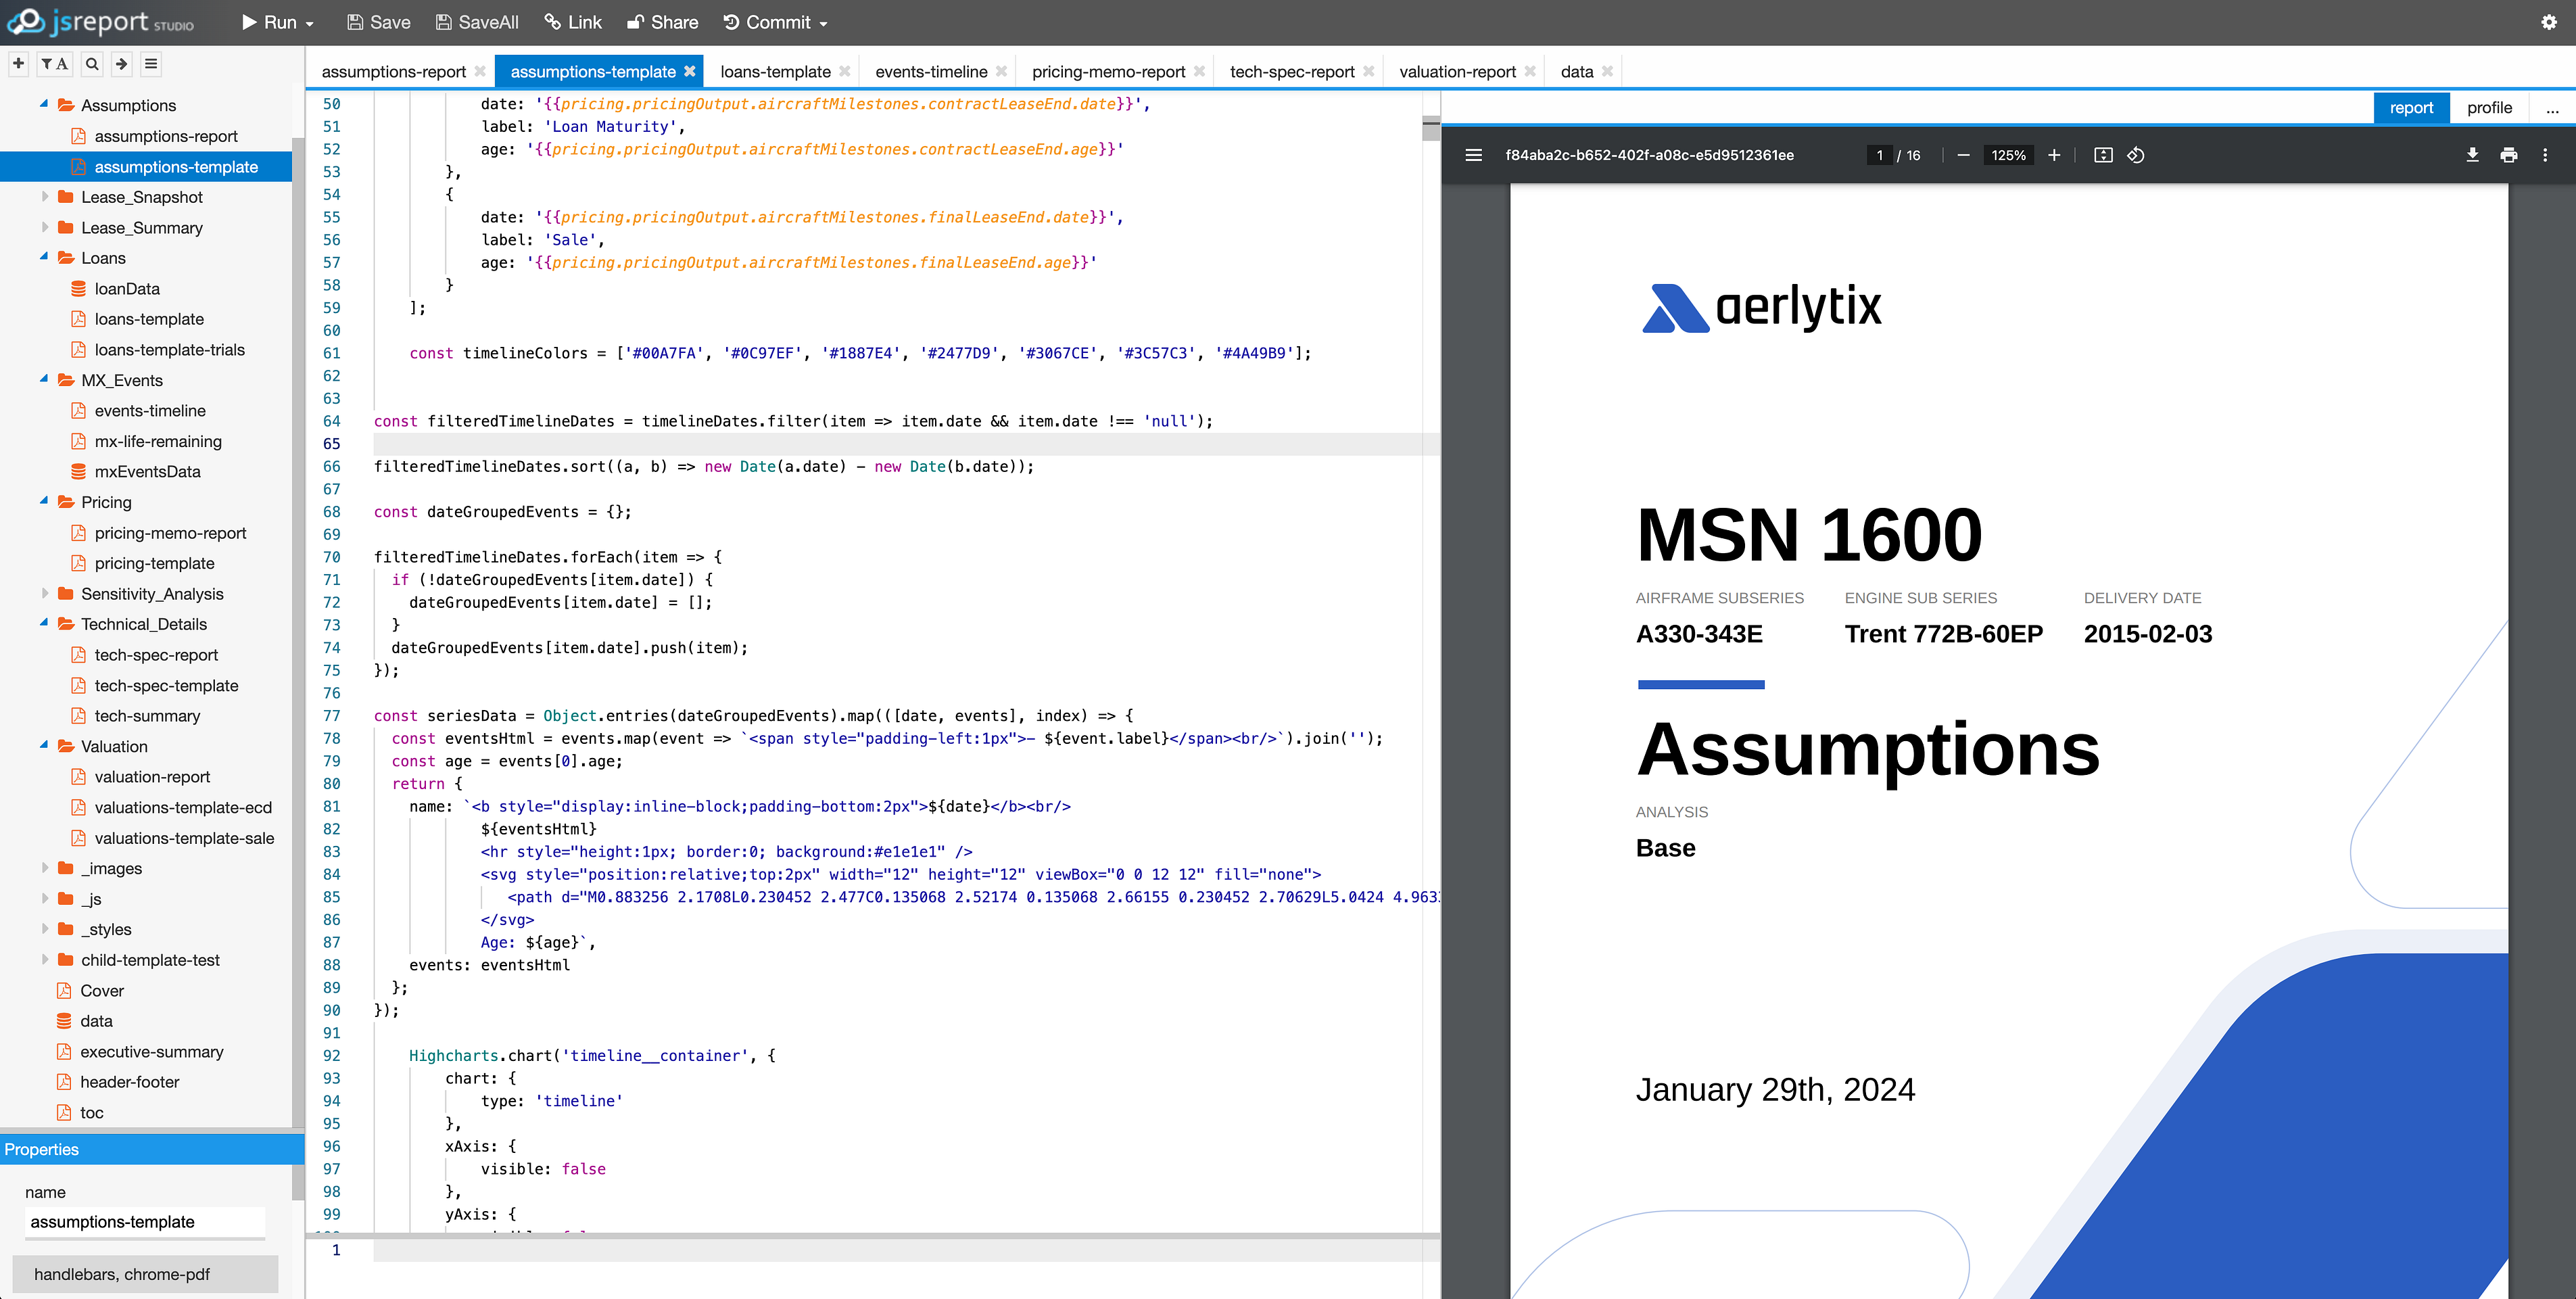 jsreport STUDIO
Run
Save
SaveAll
Link
Share
Commit
A
Assumptions
assumptions-report
assumptions-template
Lease_Snapshot
Lease_Summary
Loans
loanData
loans-template
loans-template-trials
MX_Events
events-timeline
mx-life-remaining
mxEventsData
Pricing
pricing-memo-report
pricing-template
Sensitivity_Analysis
Technical_Details
tech-spec-report
tech-spec-template
tech-summary
Valuation
valuation-report
valuations-template-ecd
valuations-template-sale
_images
_js
_styles
child-template-test
Cover
data
executive-summary
header-footer
toc
Properties
name
assumptions-template
handlebars, chrome-pdf
assumptions-report
assumptions-template
loans-template
events-timeline
pricing-memo-report
tech-spec-report
valuation-report
data
50 date: '{{pricing.pricingOutput.aircraftMilestones.contractLeaseEnd.date}}',
51 label: 'Loan Maturity',
52 age: '{{pricing.pricingOutput.aircraftMilestones.contractLeaseEnd.age}}'
53 },
54 {
55 date: '{{pricing.pricingOutput.aircraftMilestones.finalLeaseEnd.date}}',
56 label: 'Sale',
57 age: '{{pricing.pricingOutput.aircraftMilestones.finalLeaseEnd.age}}'
58 }
59 ];
60
61 const timelineColors = ['#00A7FA', '#0C97EF', '#1887E4', '#2477D9', '#3067CE', '#3C57C3', '#4A49B9'];
62
63
64 const filteredTimelineDates = timelineDates.filter(item => item.date && item.date !== 'null');
65
66 filteredTimelineDates.sort((a, b) => new Date(a.date) - new Date(b.date));
67
68 const dateGroupedEvents = {};
69
70 filteredTimelineDates.forEach(item => {
71 if (!dateGroupedEvents[item.date]) {
72 dateGroupedEvents[item.date] = [];
73 }
74 dateGroupedEvents[item.date].push(item);
75 });
76
77 const seriesData = Object.entries(dateGroupedEvents).map(([date, events], index) => {
78 const eventsHtml = events.map(event => `<span style="padding-left:1px">- ${event.label}</span><br/>`).join('');
79 const age = events[0].age;
80 return {
81 name: `<b style="display:inline-block;padding-bottom:2px">${date}</b><br/>
82 ${eventsHtml}
83 <hr style="height:1px; border:0; background:#e1e1e1" />
84 <svg style="position:relative;top:2px" width="12" height="12" viewBox="0 0 12 12" fill="none">
85 <path d="M0.883256 2.1708L0.230452 2.477C0.135068 2.52174 0.135068 2.66155 0.230452 2.70629L5.0424 4.963
86 </svg>
87 Age: ${age}`,
88 events: eventsHtml
89 };
90 });
91
92 Highcharts.chart('timeline__container', {
93 chart: {
94 type: 'timeline'
95 },
96 xAxis: {
97 visible: false
98 },
99 yAxis: {
1
report
profile
...
f84aba2c-b652-402f-a08c-e5d9512361ee
1 / 16
125%
aerlytix
MSN 1600
AIRFRAME SUBSERIES ENGINE SUB SERIES DELIVERY DATE
A330-343E Trent 772B-60EP 2015-02-03
Assumptions
ANALYSIS
Base
January 29th, 2024